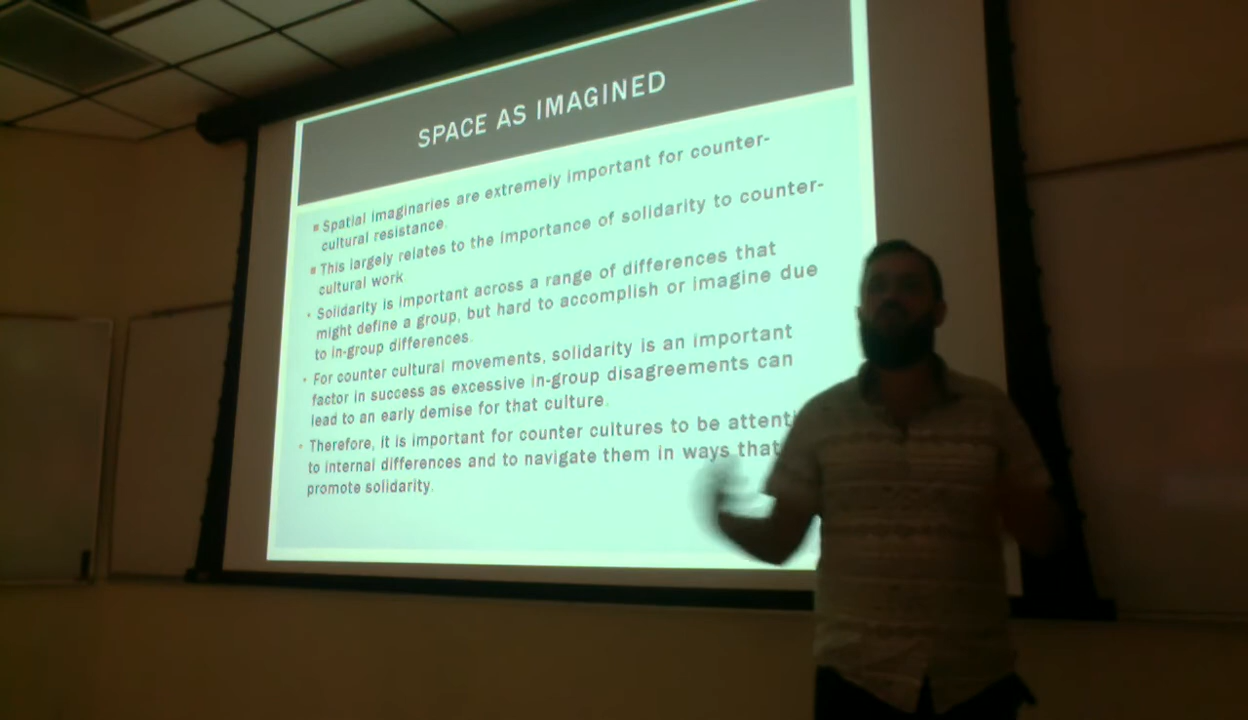 SPACE AS IMAGINED
Spatial imaginaries are extremely important for counter-
cultural resistance.
This largely relates to the importance of solidarity to counter-
cultural work
Solidarity is important across a range of differences that
might define a group, but hard to accomplish or imagine due
to in-group differences.
For counter cultural movements, solidarity is an important
factor in success as excessive in-group disagreements can
lead to an early demise for that culture.
Therefore, it is important for counter cultures to be
to internal differences and to navigate them in ways that
promote solidarity.